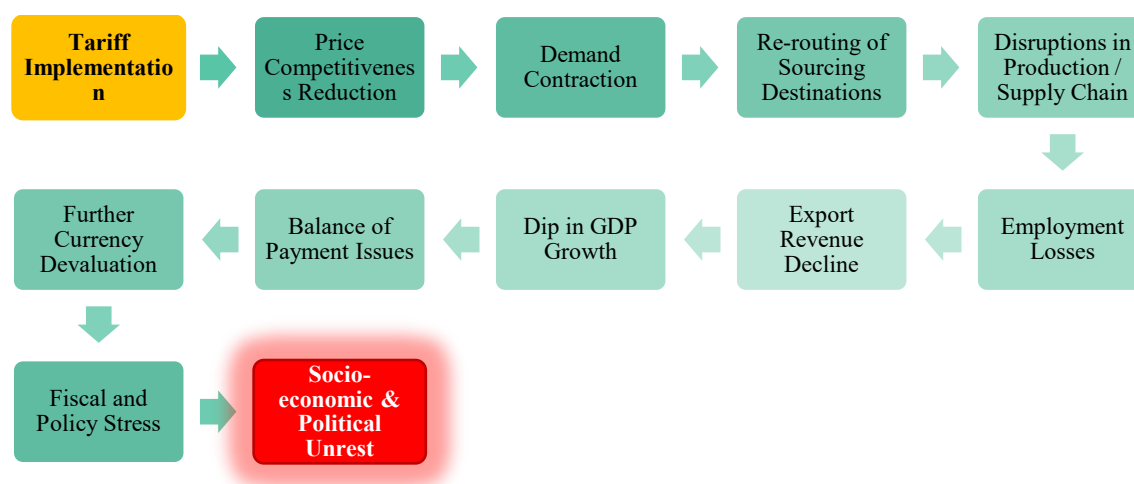 Tariff
Implementatio
n
Price
Competitivenes
s Reduction
Demand
Contraction
Re-routing of
Sourcing
Destinations
Disruptions in
Production /
Supply Chain
Employment
Losses
Export
Revenue
Decline
Dip in GDP
Growth
Balance of
Payment Issues
Further
Currency
Devaluation
Fiscal and
Policy Stress
Socio-
economic &
Political
Unrest